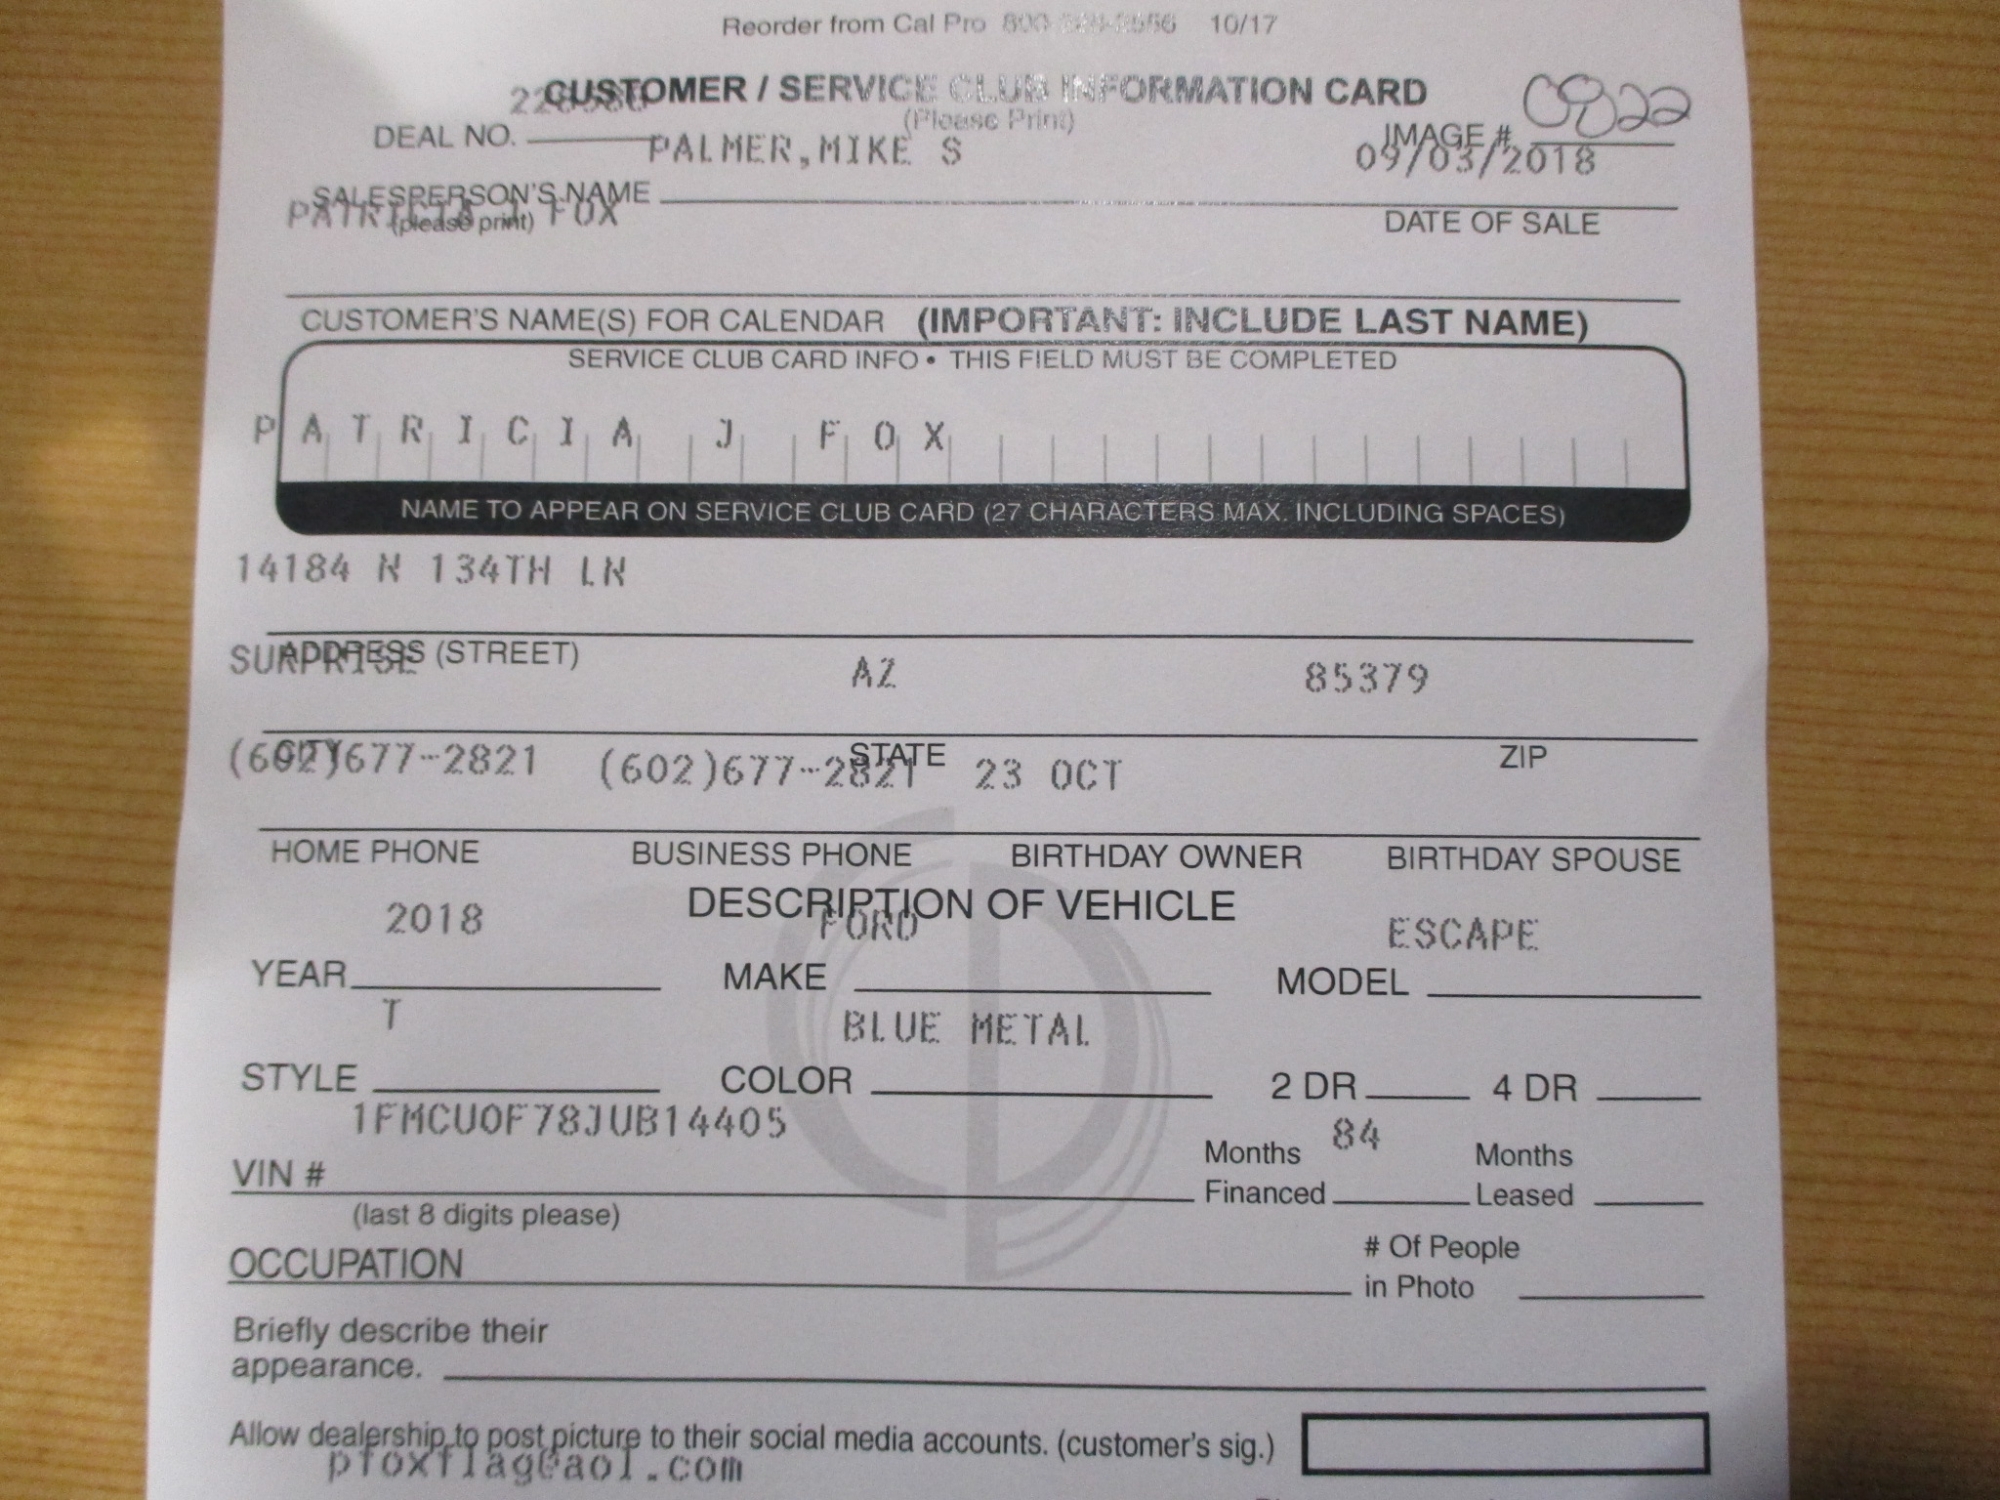 Reorder from Cal Pro 10/17
CUSTOMER / SERVICE CLUB INFORMATION CARD
(Please Print)
DEAL NO.
IMAGE #
PALMER,MIKE S 09/03/2018
SALESPERSON'S NAME
(please print)
PATRICIA J FOX
DATE OF SALE
CUSTOMER'S NAME(S) FOR CALENDAR (IMPORTANT: INCLUDE LAST NAME)
SERVICE CLUB CARD INFO • THIS FIELD MUST BE COMPLETED
PATRICIA J FOX
NAME TO APPEAR ON SERVICE CLUB CARD (27 CHARACTERS MAX. INCLUDING SPACES)
14184 N 134TH LN
ADDRESS (STREET)
SURPRISE AZ 85379
CITY STATE ZIP
(602)677-2821 (602)677-2821 23 OCT
HOME PHONE BUSINESS PHONE BIRTHDAY OWNER BIRTHDAY SPOUSE
DESCRIPTION OF VEHICLE
2018 FORD ESCAPE
YEAR MAKE MODEL
T BLUE METAL
STYLE COLOR 2 DR 4 DR
1FMCU0F78JUB14405 84
VIN # Months Financed Months Leased
(last 8 digits please)
OCCUPATION # Of People in Photo
Briefly describe their
appearance.
Allow dealership to post picture to their social media accounts. (customer's sig.)
pfoxflag@aol.com